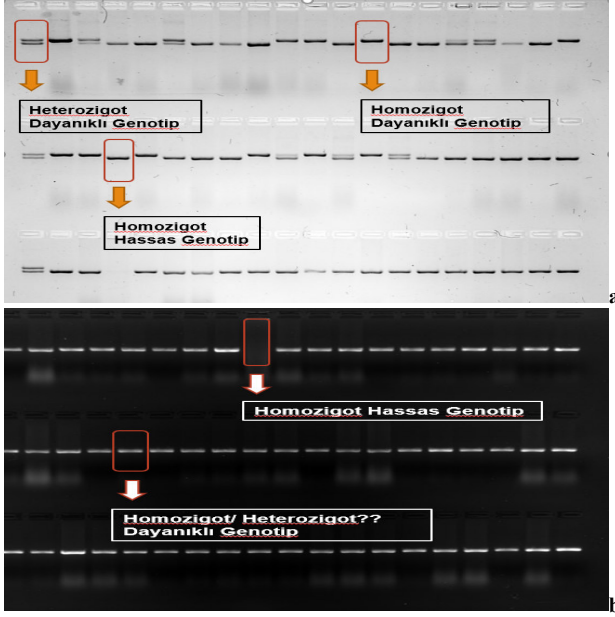 Heterozigot
Dayanıklı Genotip
Homozigot
Dayanıklı Genotip
Homozigot
Hassas Genotip
a
Homozigot Hassas Genotip
Homozigot/ Heterozigot??
Dayanıklı Genotip
b